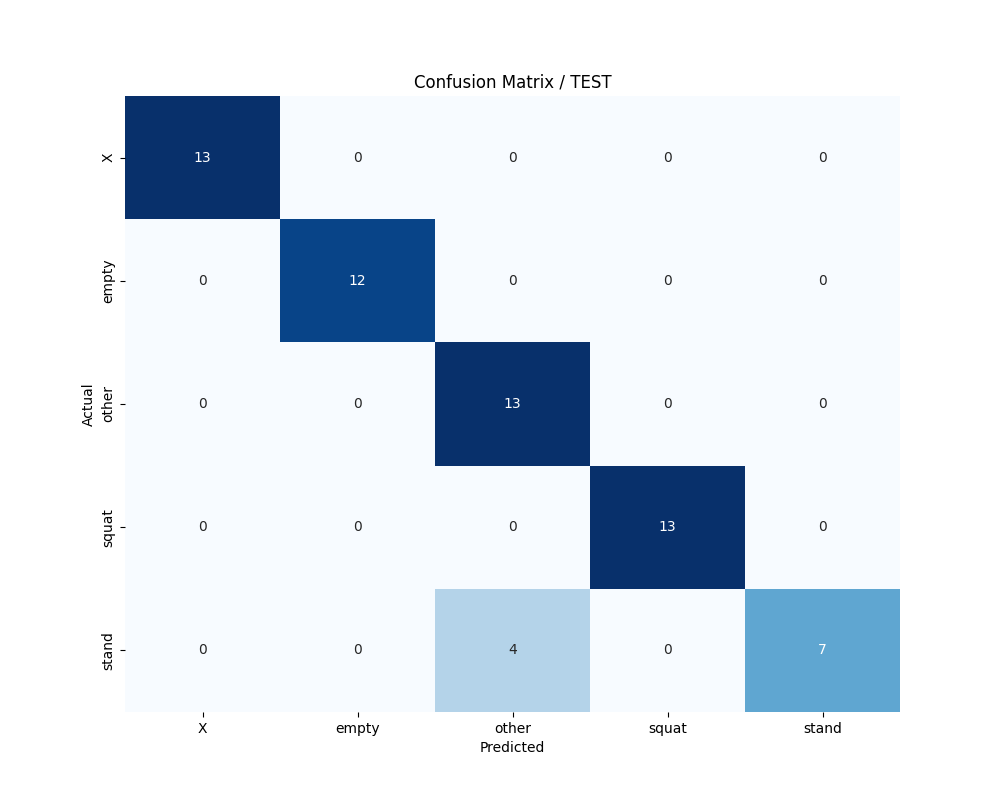 Confusion Matrix / TEST
X 13 0 0 0 0
empty 0 12 0 0 0
Actual
other 0 0 13 0 0
squat 0 0 0 13 0
stand 0 0 4 0 7
X empty other squat stand
Predicted